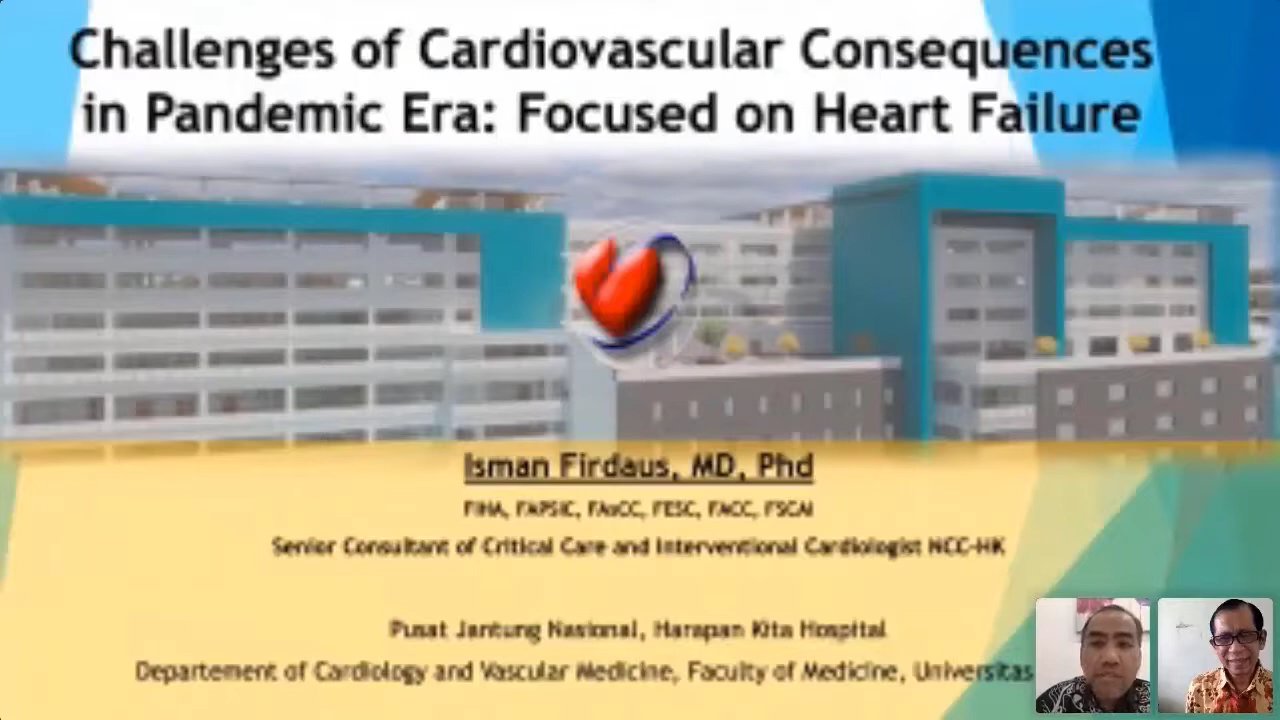 Challenges of Cardiovascular Consequences
in Pandemic Era: Focused on Heart Failure
Isman Firdaus, MD, Phd
FIHA, FAPSIC, FAsCC, FESC, FACC, FSCAI
Senior Consultant of Critical Care and Interventional Cardiologist NCC-HK
Pusat Jantung Nasional, Harapan Kita Hospital
Departement of Cardiology and Vascular Medicine, Faculty of Medicine, Universitas